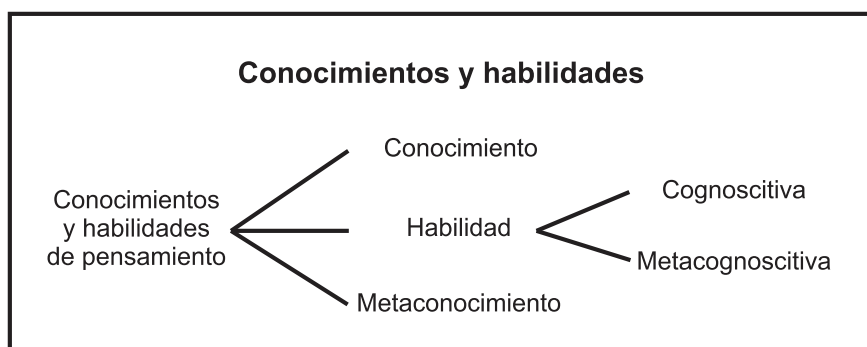 Conocimientos y habilidades
Conocimiento
Conocimientos
y habilidades
de pensamiento
Habilidad
Metaconocimiento
Cognoscitiva
Metacognoscitiva